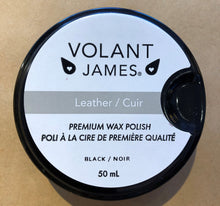 VOLANT
JAMES®
Leather / Cuir
PREMIUM WAX POLISH
POLI À LA CIRE DE PREMIÈRE QUALITÉ
BLACK / NOIR
50 mL